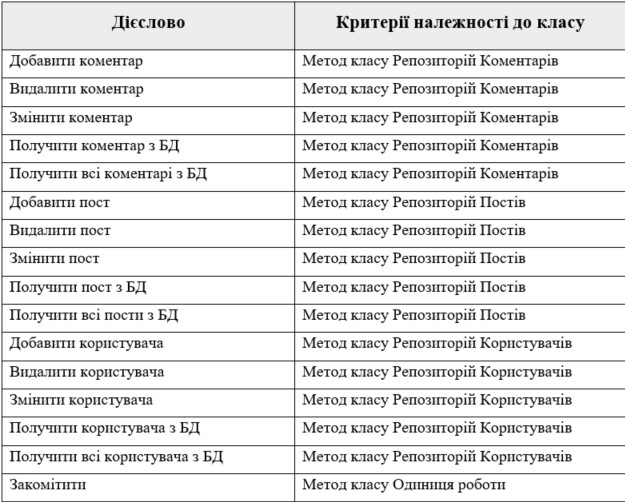 Дієслово Критерії належності до класу
Добавити коментар Метод класу Репозиторій Коментарів
Видалити коментар Метод класу Репозиторій Коментарів
Змінити коментар Метод класу Репозиторій Коментарів
Получити коментар з БД Метод класу Репозиторій Коментарів
Получити всі коментарі з БД Метод класу Репозиторій Коментарів
Добавити пост Метод класу Репозиторій Постів
Видалити пост Метод класу Репозиторій Постів
Змінити пост Метод класу Репозиторій Постів
Получити пост з БД Метод класу Репозиторій Постів
Получити всі пости з БД Метод класу Репозиторій Постів
Добавити користувача Метод класу Репозиторій Користувачів
Видалити користувача Метод класу Репозиторій Користувачів
Змінити користувача Метод класу Репозиторій Користувачів
Получити користувача з БД Метод класу Репозиторій Користувачів
Получити всі користувача з БД Метод класу Репозиторій Користувачів
Закомітити Метод класу Одиниця роботи